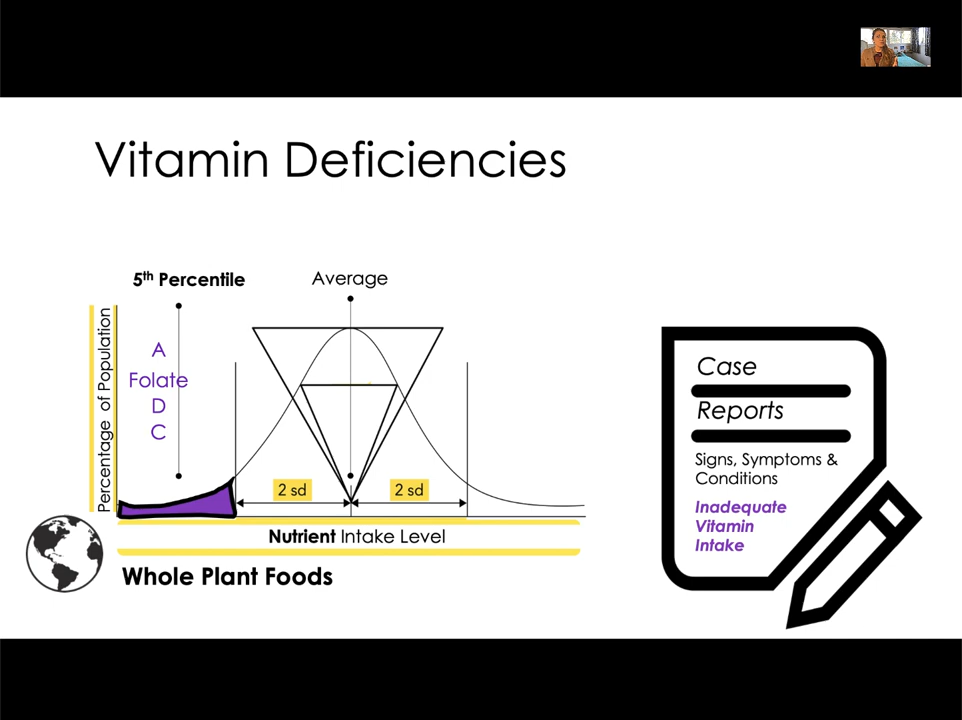 Vitamin Deficiencies
5th Percentile
Average
Percentage of Population
A
Folate
D
C
2 sd
2 sd
Nutrient Intake Level
Whole Plant Foods
Case
Reports
Signs, Symptoms &
Conditions
Inadequate
Vitamin
Intake